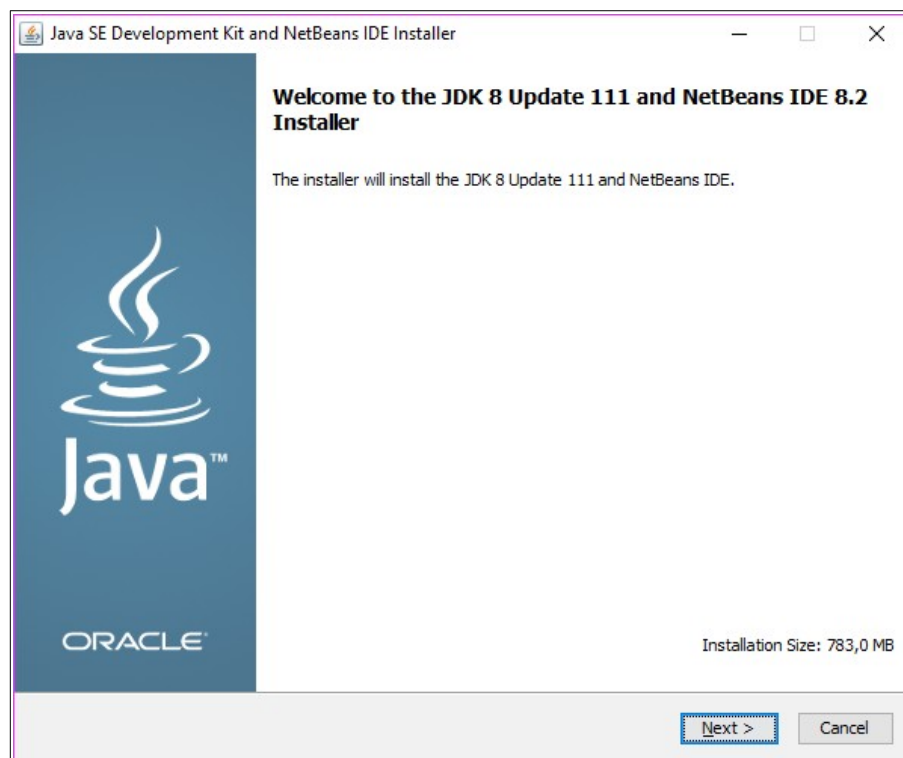 Java SE Development Kit and NetBeans IDE Installer
Welcome to the JDK 8 Update 111 and NetBeans IDE 8.2
Installer
The installer will install the JDK 8 Update 111 and NetBeans IDE.
Java™
ORACLE
Installation Size: 783,0 MB
Next >
Cancel